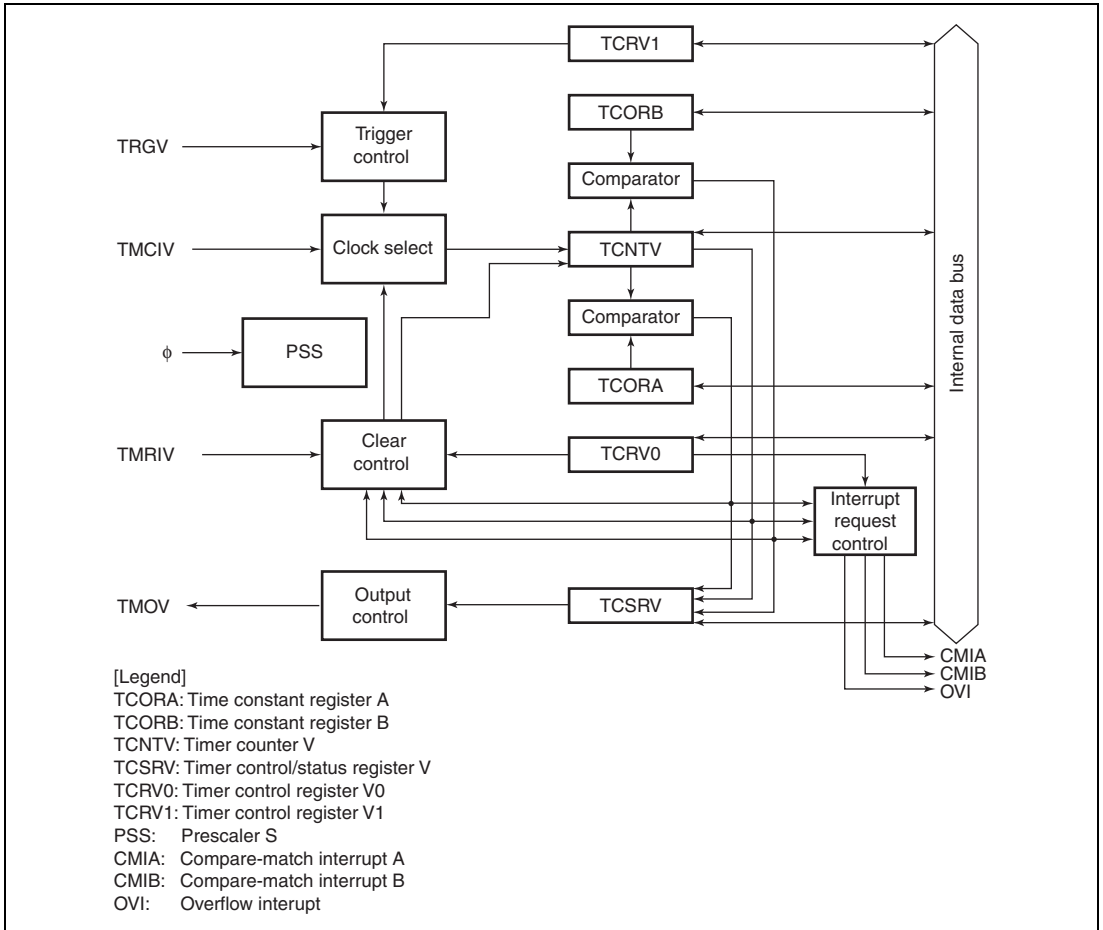 TCRV1
TCORB
Trigger
control
TRGV
Comparator
TMCIV
Clock select
TCNTV
Comparator
Internal data bus
φ
PSS
TCORA
TMRIV
Clear
control
TCRV0
Interrupt
request
control
TMOV
Output
control
TCSRV
CMIA
CMIB
OVI
[Legend]
TCORA: Time constant register A
TCORB: Time constant register B
TCNTV: Timer counter V
TCSRV: Timer control/status register V
TCRV0: Timer control register V0
TCRV1: Timer control register V1
PSS: Prescaler S
CMIA: Compare-match interrupt A
CMIB: Compare-match interrupt B
OVI: Overflow interupt